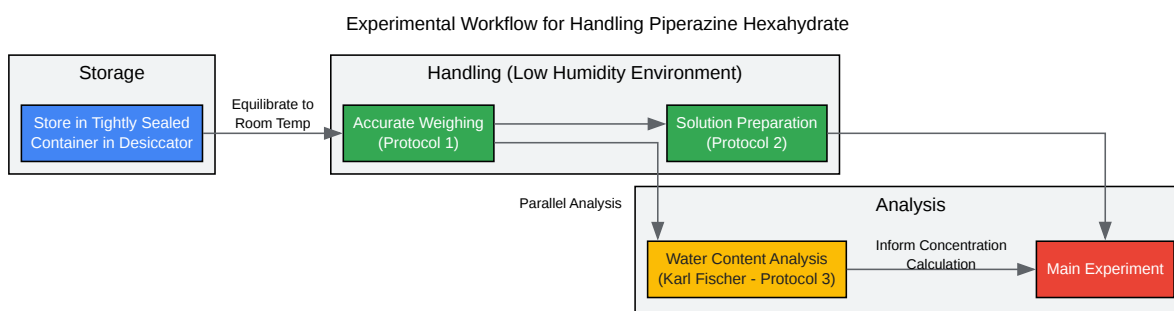 Experimental Workflow for Handling Piperazine Hexahydrate
Storage
Store in Tightly Sealed
Container in Desiccator
Equilibrate to
Room Temp
Handling (Low Humidity Environment)
Accurate Weighing
(Protocol 1)
Solution Preparation
(Protocol 2)
Parallel Analysis
Analysis
Water Content Analysis
(Karl Fischer - Protocol 3)
Inform Concentration
Calculation
Main Experiment